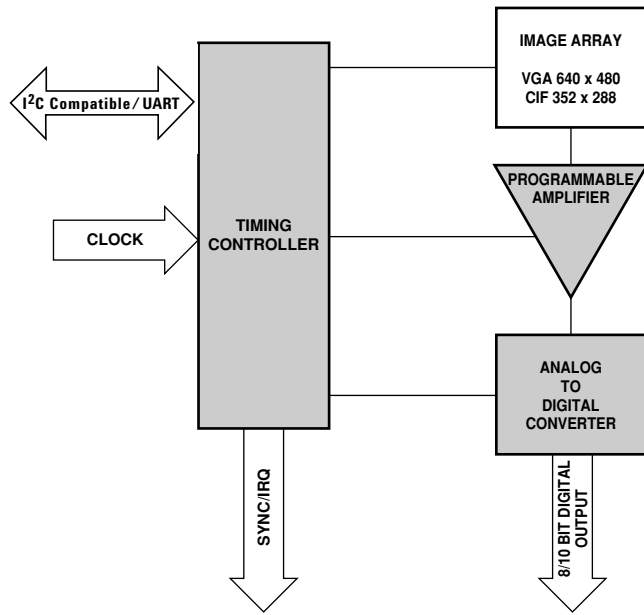 IMAGE ARRAY
VGA 640 x 480
CIF 352 x 288
I²C Compatible/UART
PROGRAMMABLE
AMPLIFIER
CLOCK
TIMING
CONTROLLER
ANALOG
TO
DIGITAL
CONVERTER
SYNC/IRQ
8/10 BIT DIGITAL
OUTPUT